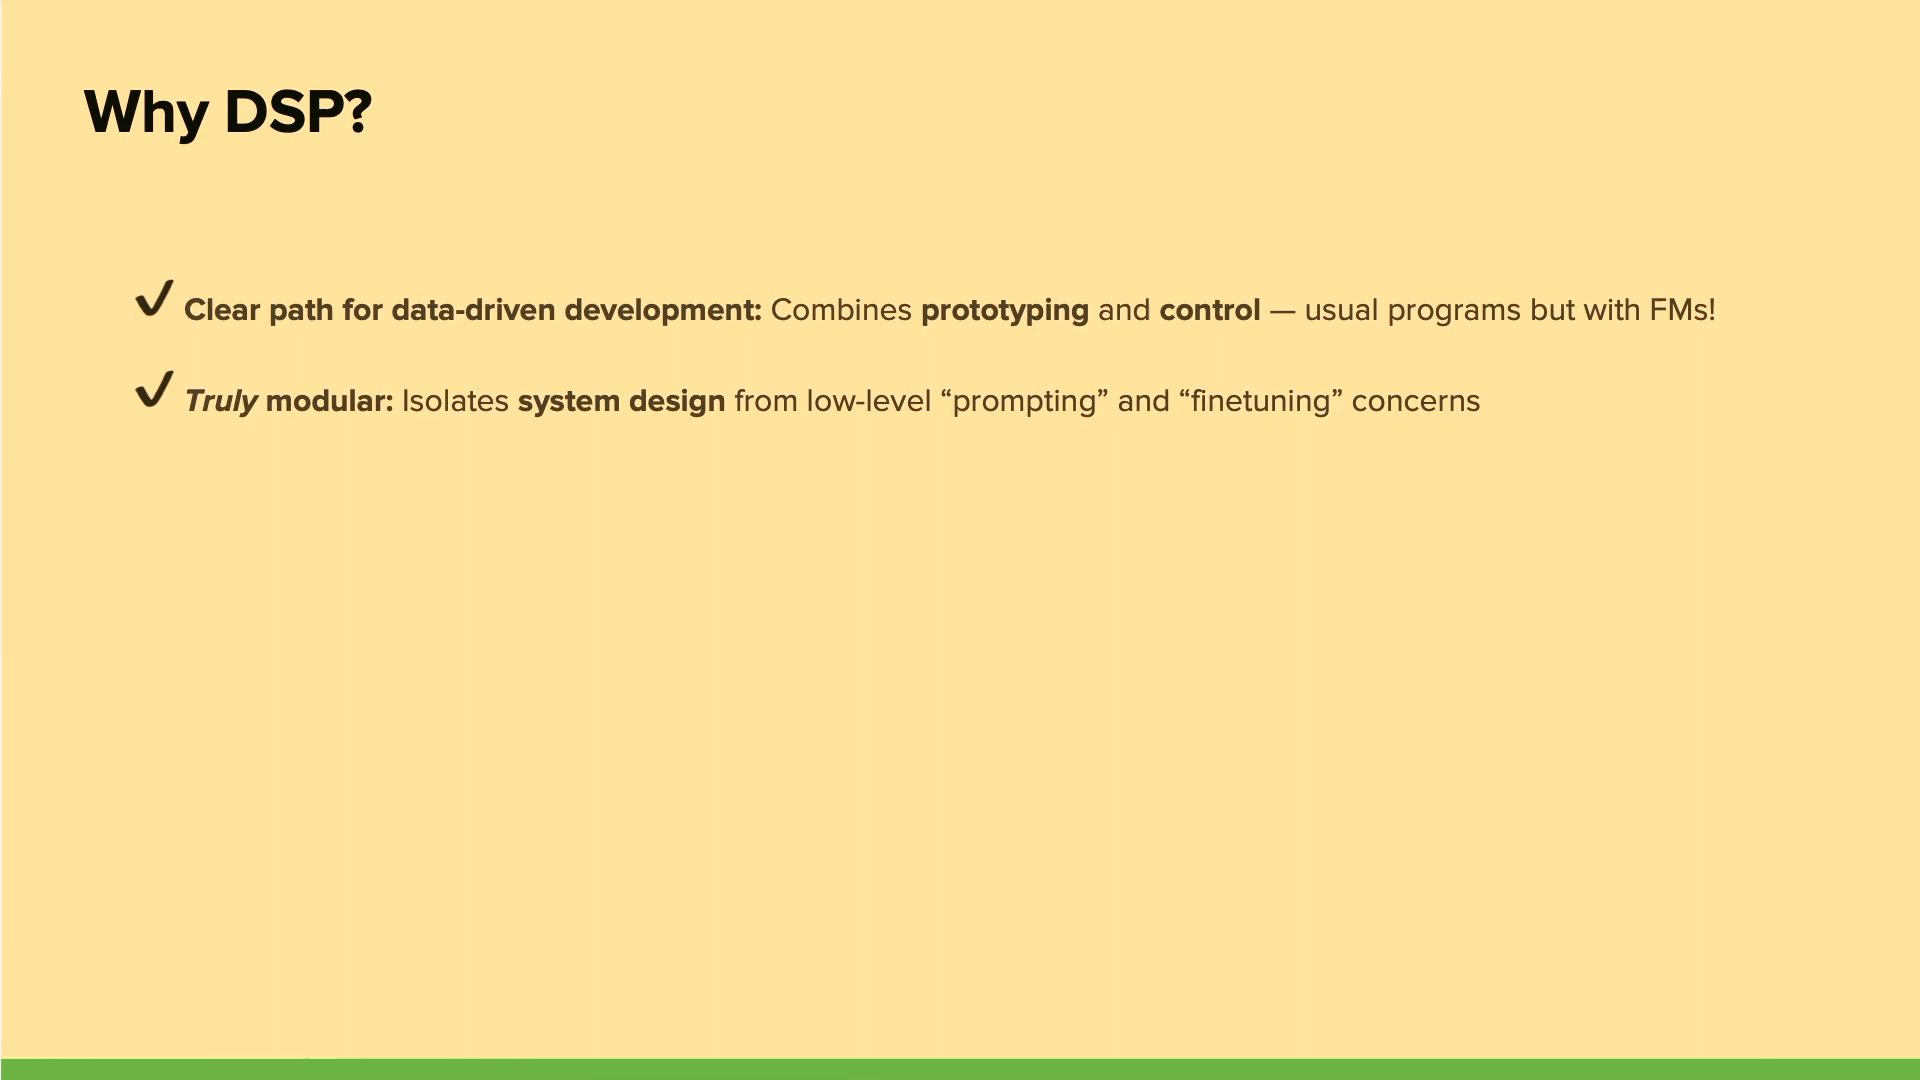 Why DSP?
✔ Clear path for data-driven development: Combines prototyping and control — usual programs but with FMs!
✔ Truly modular: Isolates system design from low-level “prompting” and “finetuning” concerns